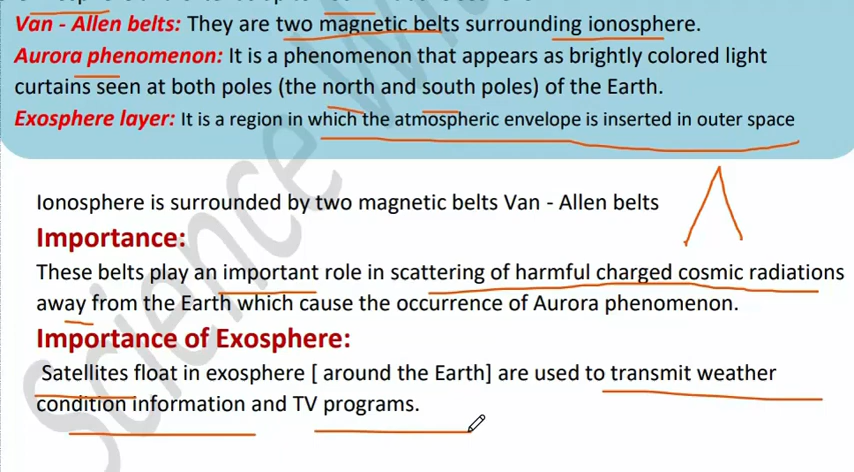 Van - Allen belts: They are two magnetic belts surrounding ionosphere.
Aurora phenomenon: It is a phenomenon that appears as brightly colored light
curtains seen at both poles (the north and south poles) of the Earth.
Exosphere layer: It is a region in which the atmospheric envelope is inserted in outer space
Ionosphere is surrounded by two magnetic belts Van - Allen belts
Importance:
These belts play an important role in scattering of harmful charged cosmic radiations
away from the Earth which cause the occurrence of Aurora phenomenon.
Importance of Exosphere:
Satellites float in exosphere [ around the Earth] are used to transmit weather
condition information and TV programs.
Science